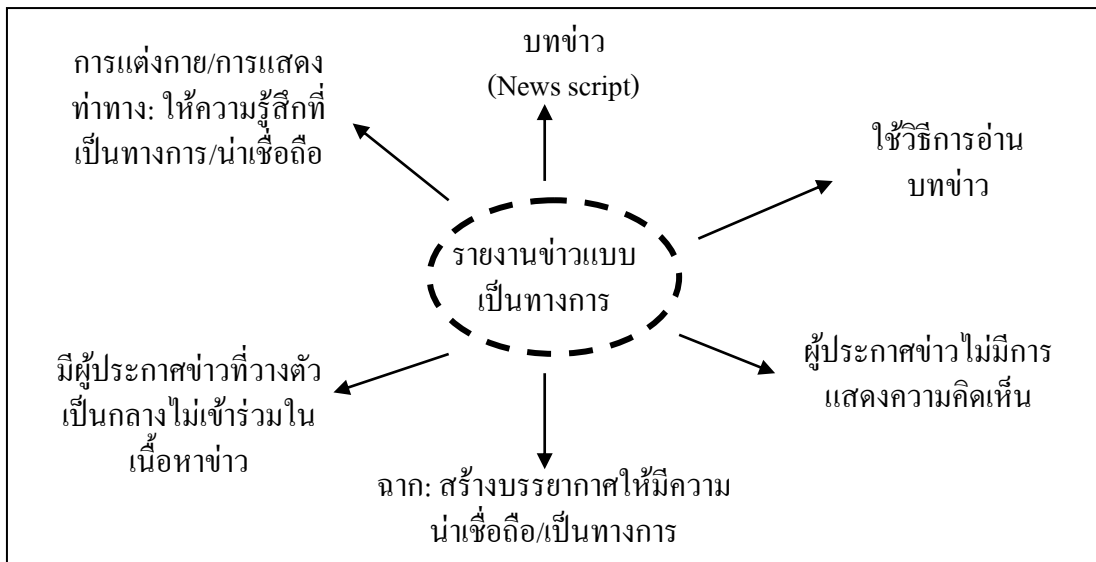 บทข่าว
(News script)
การแต่งกาย/การแสดง
ท่าทาง: ให้ความรู้สึกที่
เป็นทางการ/น่าเชื่อถือ
ใช้วิธีการอ่าน
บทข่าว
รายงานข่าวแบบ
เป็นทางการ
มีผู้ประกาศข่าวที่วางตัว
เป็นกลางไม่เข้าร่วมใน
เนื้อหาข่าว
ผู้ประกาศข่าวไม่มีการ
แสดงความคิดเห็น
ฉาก: สร้างบรรยากาศให้มีความ
น่าเชื่อถือ/เป็นทางการ